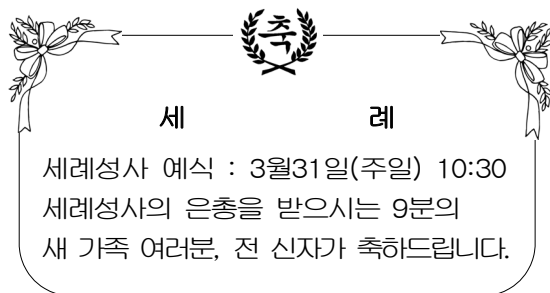 축
세 례
세례성사 예식 : 3월31일(주일) 10:30
세례성사의 은총을 받으시는 9분의
새 가족 여러분, 전 신자가 축하드립니다.